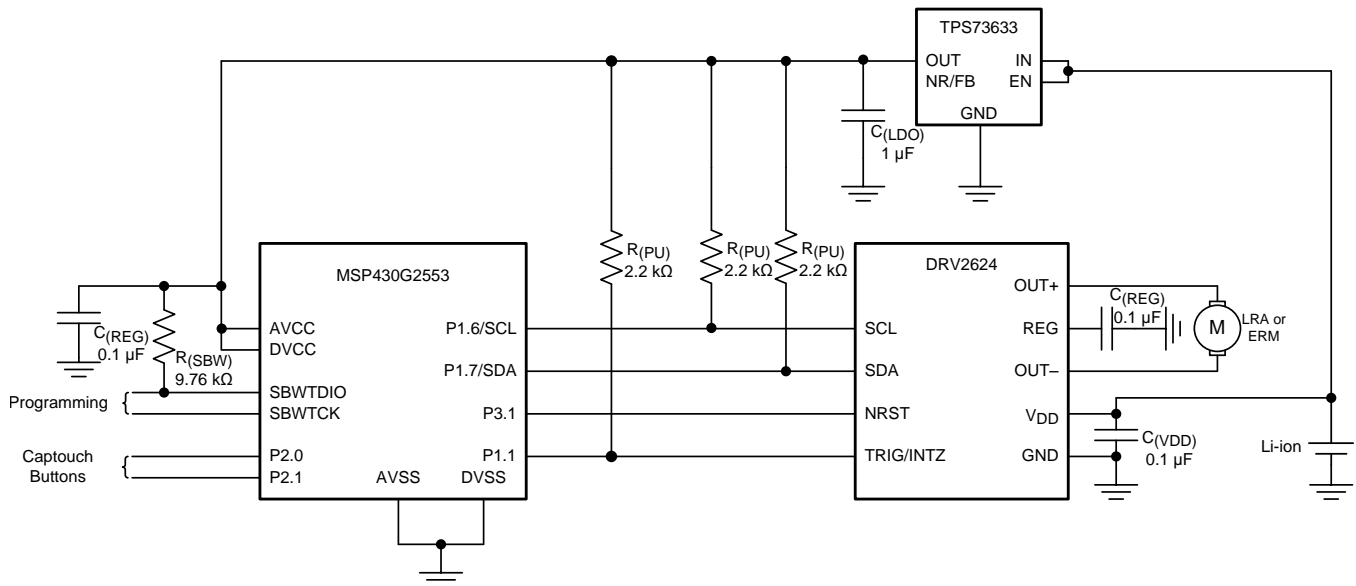 TPS73633
OUT
IN
NR/FB
EN
GND
C(LDO)
1 µF
R(PU)
2.2 kΩ
R(PU)
2.2 kΩ
R(PU)
2.2 kΩ
MSP430G2553
AVCC
DVCC
SBWTDIO
SBWTCK
P2.0
P2.1
AVSS
DVSS
P1.6/SCL
P1.7/SDA
P3.1
P1.1
C(REG)
0.1 µF
R(SBW)
9.76 kΩ
Programming
Captouch
Buttons
DRV2624
SCL
SDA
NRST
TRIG/INTZ
OUT+
REG
OUT–
VDD
GND
C(REG)
0.1 µF
M
LRA or
ERM
C(VDD)
0.1 µF
Li-ion